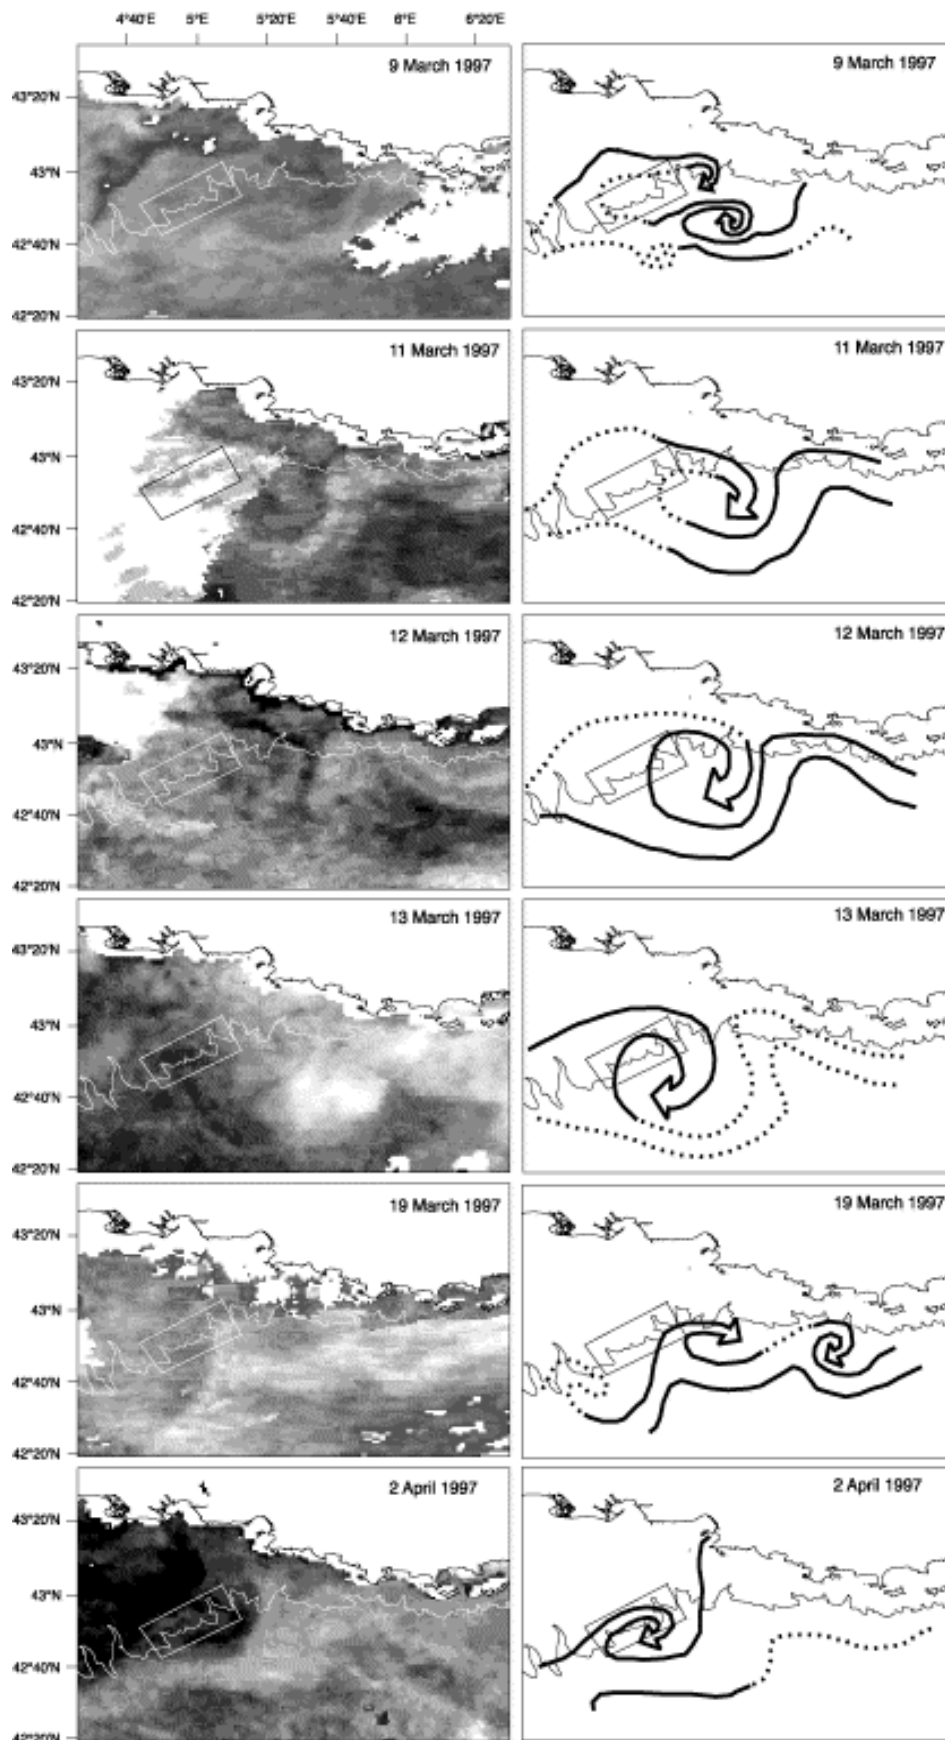 4°40'E 5°E 5°20'E 5°40'E 6°E 6°20'E
9 March 1997 9 March 1997
43°20'N
43°N
42°40'N
42°20'N
11 March 1997 11 March 1997
43°20'N
43°N
42°40'N
42°20'N
12 March 1997 12 March 1997
43°20'N
43°N
42°40'N
42°20'N
13 March 1997 13 March 1997
43°20'N
43°N
42°40'N
42°20'N
19 March 1997 19 March 1997
43°20'N
43°N
42°40'N
42°20'N
2 April 1997 2 April 1997
43°20'N
43°N
42°40'N
42°20'N